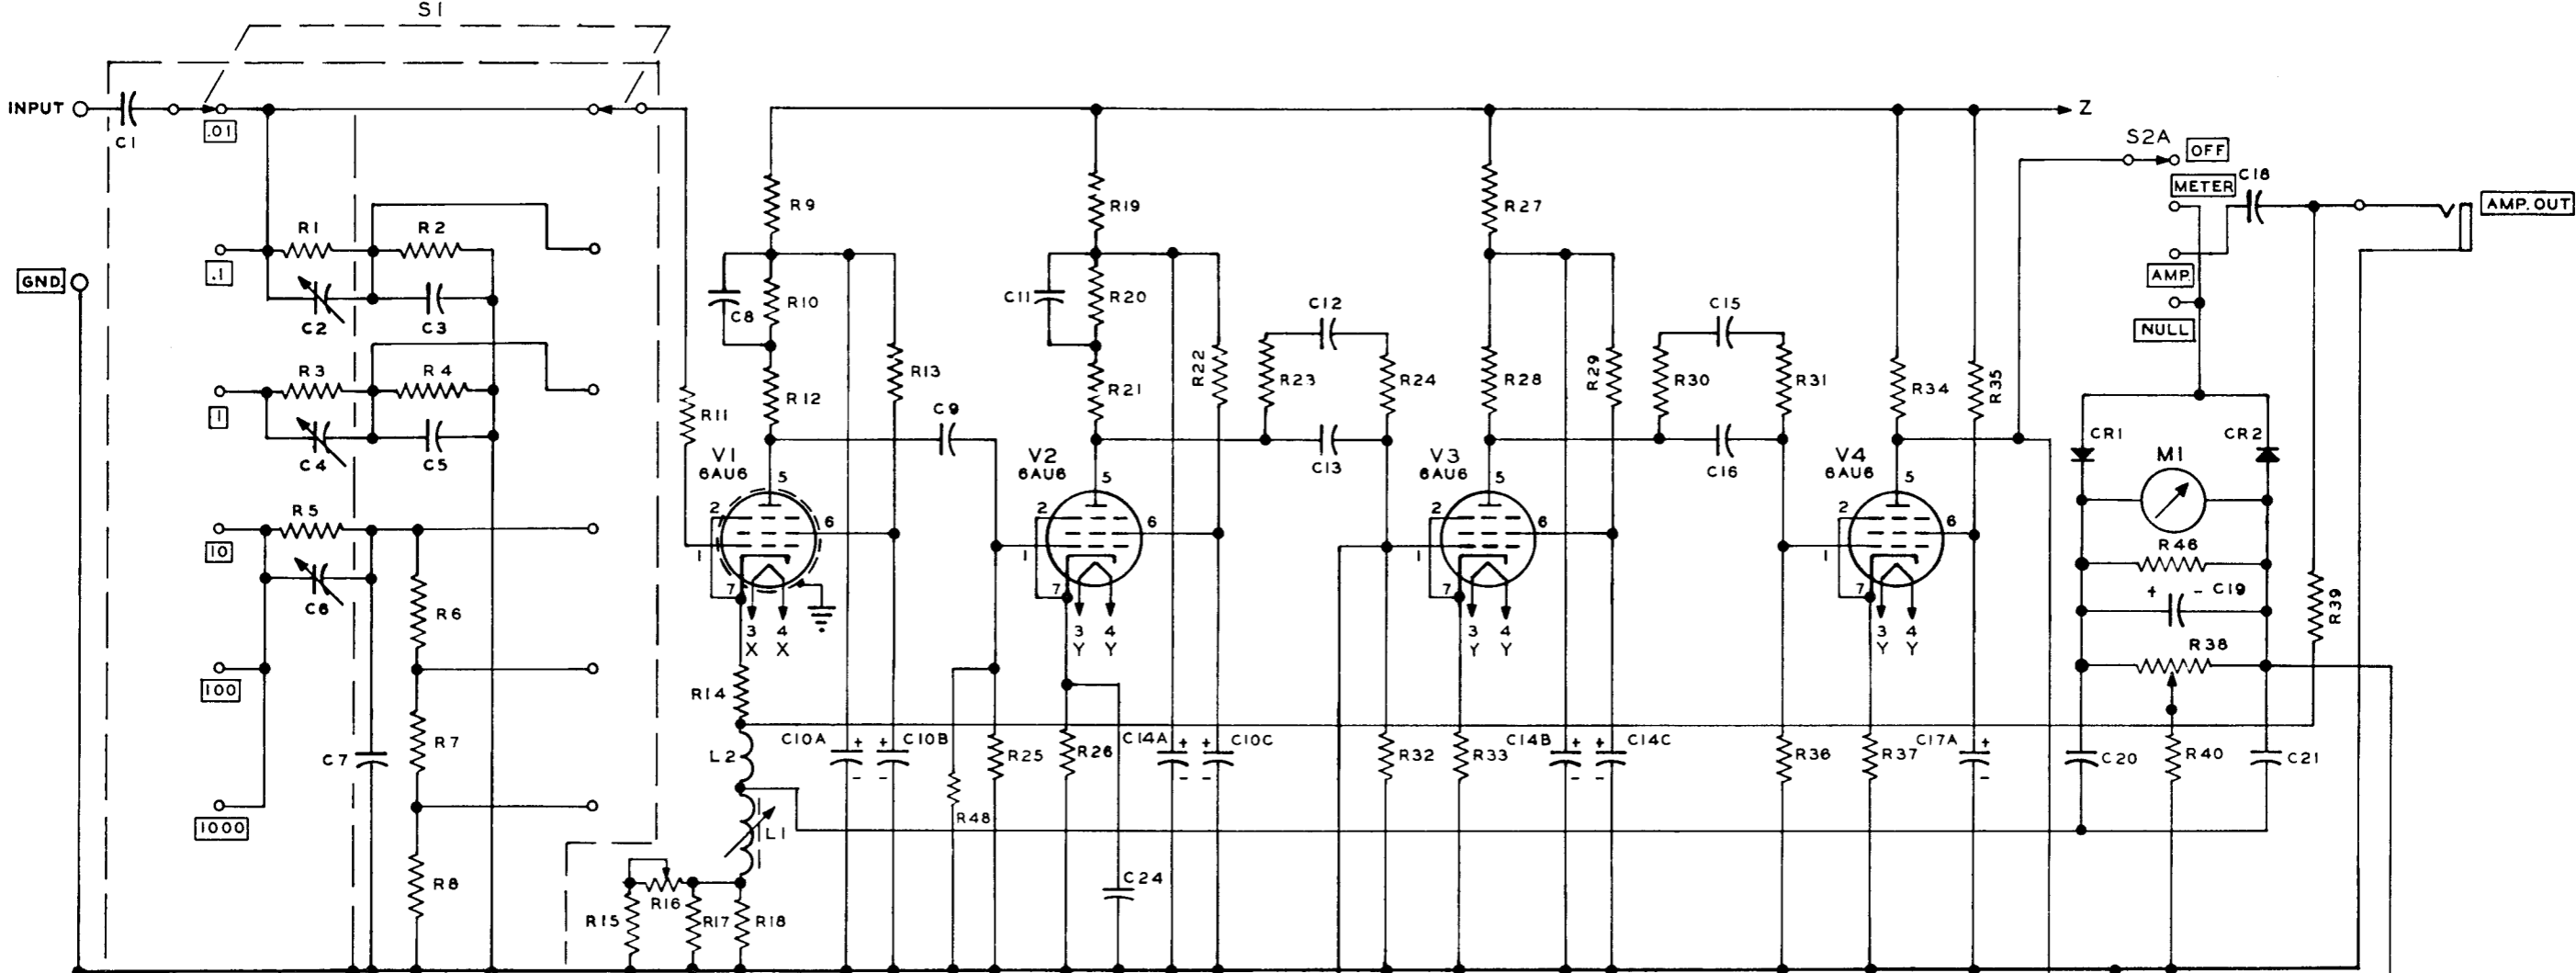 S1
INPUT
C1
.01
Z
S2A
OFF
METER
C18
AMP. OUT
R9
R19
R27
GND.
R1
R2
.1
C2
C3
C8
R10
C11
R20
C12
C15
AMP.
NULL
R3
R4
1
C4
C5
R11
R12
R13
C9
R21
R22
R23
R24
C13
R28
R29
R30
R31
C16
R34
R35
CR1
CR2
M1
V1
6AU6
5
2
6
1
7
3
4
X
X
V2
6AU6
5
2
6
1
7
3
4
Y
Y
V3
6AU6
5
2
6
1
7
3
4
Y
Y
V4
6AU6
5
2
6
1
7
3
4
Y
Y
R5
10
C6
R6
R46
+
-
C19
R39
R38
100
R14
R7
C7
L2
C10A
+
-
+
C10B
-
R25
R26
C14A
+
-
+
C10C
-
R32
R33
C14B
+
-
+
C14C
-
R36
R37
C17A
+
-
C20
R40
C21
1000
L1
R48
R8
R15
R16
R17
R18
C24